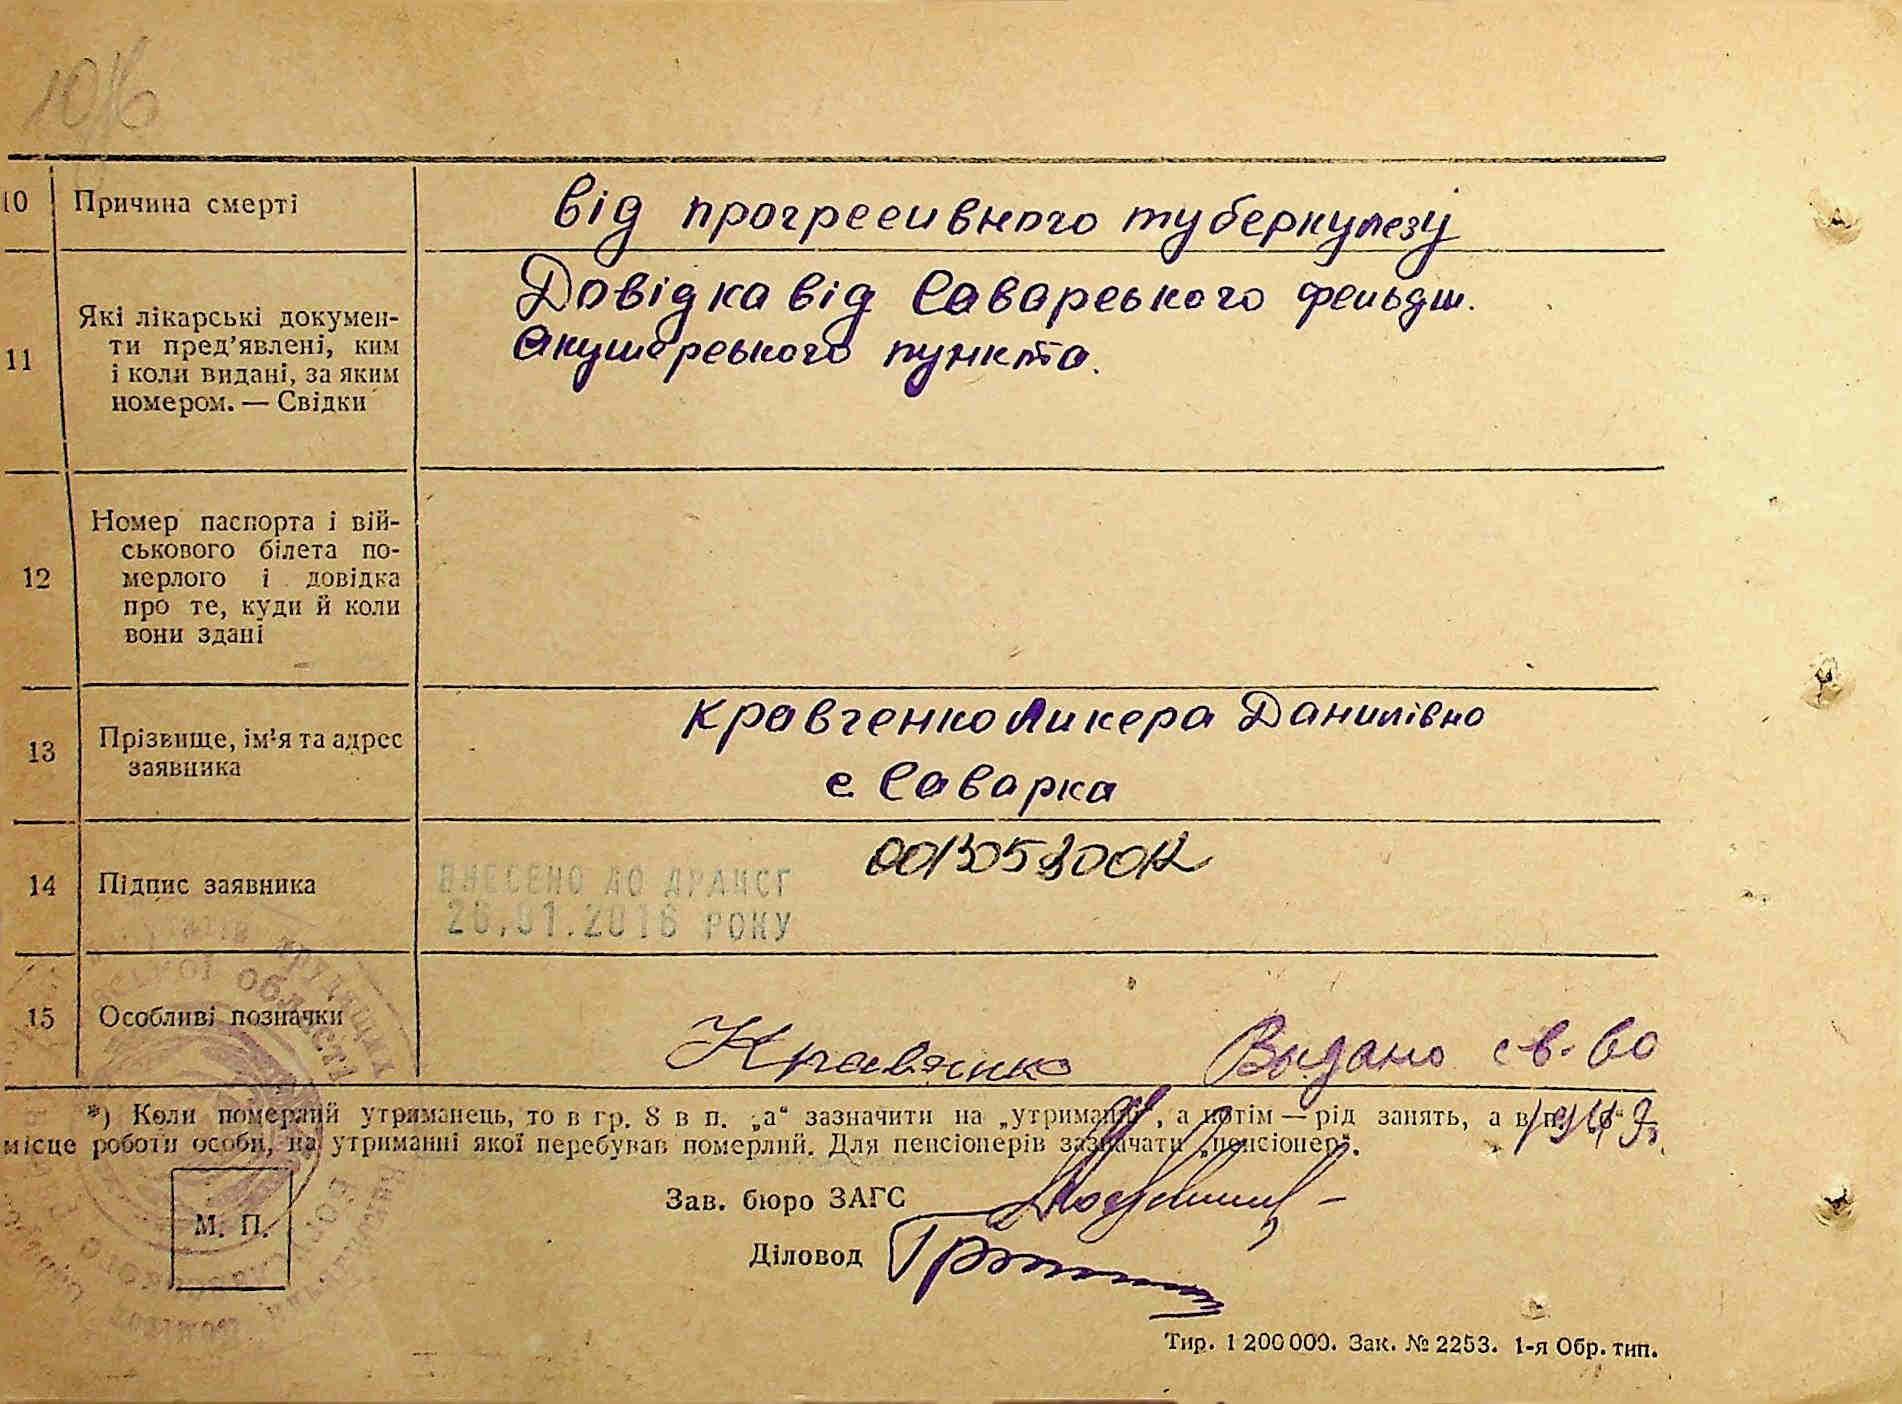 10
Причина смерті
від прогресивного туберкулезу
11
Які лікарські докумен-
ти пред’явлені, ким
і коли видані, за яким
номером. — Свідки
Довідка від Саварського фельдш.
Акушерського пункта.
12
Номер паспорта і вій-
ськового білета по-
мерлого і довідка
про те, куди й коли
вони здані
13
Прізвище, ім'я та адрес
заявника
Кравченко Ликера Данилівна
с. Саварка
14
Підпис заявника
00130580012
ВНЕСЕНО ДО ДРАЦСГ
26.01.2016 РОКУ
15
Особливі позначки
Кравченко Выдано св-во
*) Коли померлий утриманець, то в гр. 8 в п. „а“ зазначити на „утриманні“, а потім — рід занять, а в п. „б“
місце роботи особи, на утриманні якої перебував померлий. Для пенсіонерів зазначати „пенсіонер“.
М. П.
Зав. бюро ЗАГС
Діловод
Тир. 1 200 000. Зак. № 2253. 1-я Обр. тип.